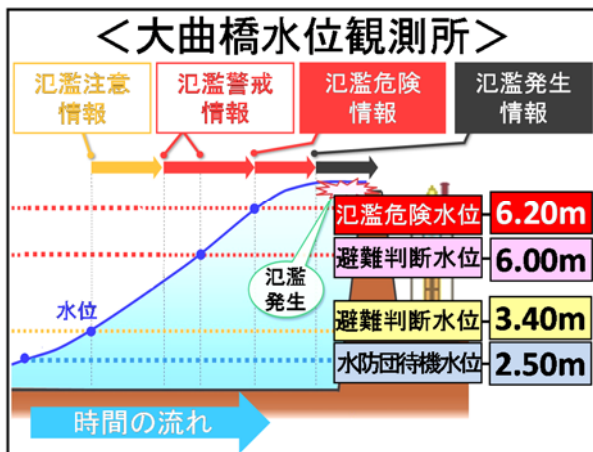 ＜大曲橋水位観測所＞
氾濫注意
情報
氾濫警戒
情報
氾濫危険
情報
氾濫発生
情報
氾濫危険水位
6.20m
避難判断水位
6.00m
氾濫
発生
水位
避難判断水位
3.40m
水防団待機水位
2.50m
時間の流れ